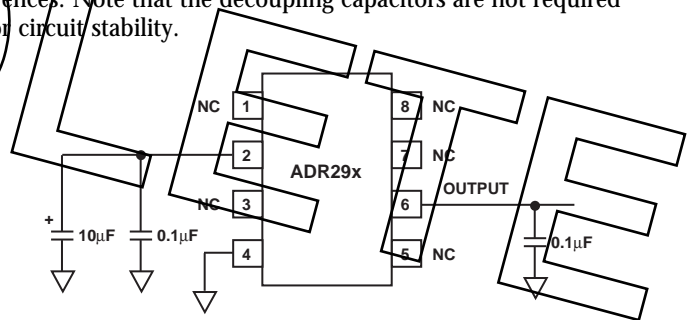 ences. Note that the decoupling capacitors are not required
or circuit stability.
NC 1
8 NC
2
7 NC
ADR29x
NC 3
6 OUTPUT
4
5 NC
+
10μF
0.1μF
0.1μF
LETE